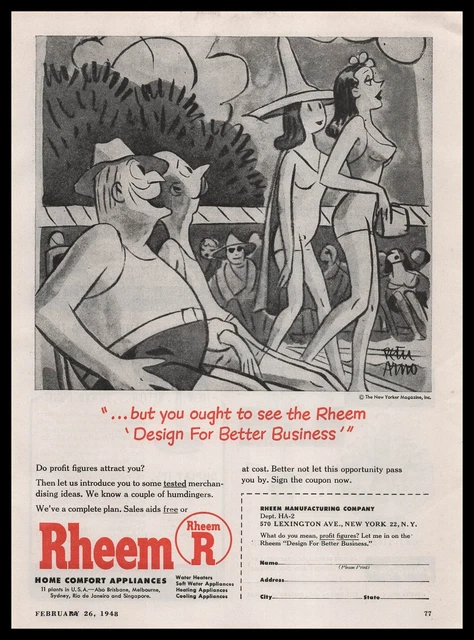 Peter
Arno
© The New Yorker Magazine, Inc.
"...but you ought to see the Rheem
'Design For Better Business'"
Do profit figures attract you?
Then let us introduce you to some tested merchan-
dising ideas. We know a couple of humdingers.
We've a complete plan. Sales aids free or
at cost. Better not let this opportunity pass
you by. Sign the coupon now.
Rheem
Rheem
R
HOME COMFORT APPLIANCES
11 plants in U.S.A.—Also Brisbane, Melbourne,
Sydney, Rio de Janeiro and Singapore.
Water Heaters
Soft Water Appliances
Heating Appliances
Cooling Appliances
RHEEM MANUFACTURING COMPANY
Dept. HA-2
570 LEXINGTON AVE., NEW YORK 22, N.Y.
What do you mean, profit figures? Let me in on the
Rheem "Design For Better Business."
Name
(Please Print)
Address
City State
FEBRUARY 26, 1948
77